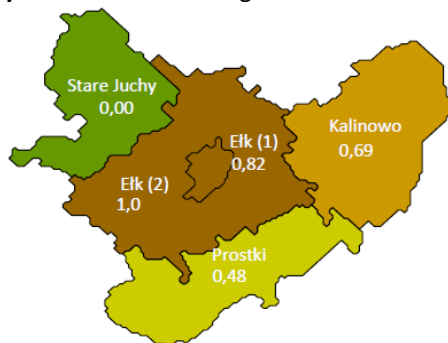 Stare Juchy
0,00
Ełk (1)
0,82
Kalinowo
0,69
Ełk (2)
1,0
Prostki
0,48